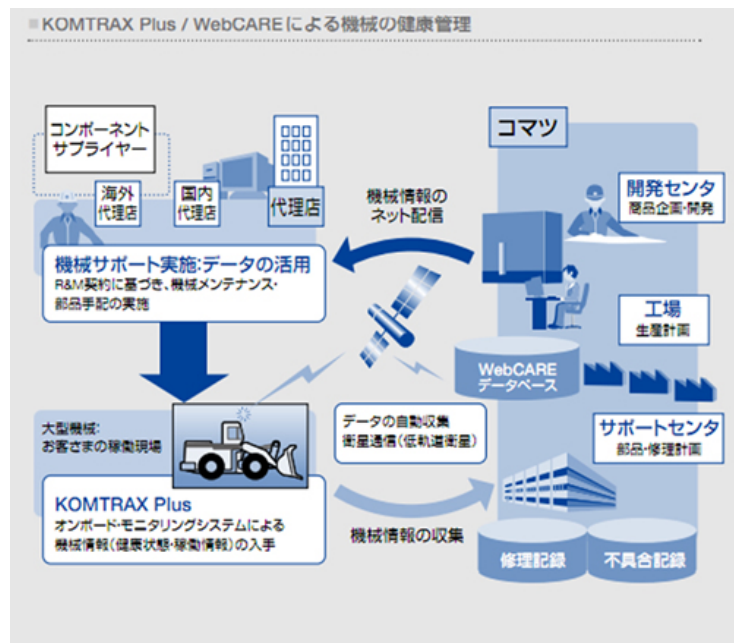 KOMTRAX Plus / WebCAREによる機械の健康管理
コンポーネント
サプライヤー
海外
代理店
国内
代理店
代理店
機械サポート実施:データの活用
R&M契約に基づき、機械メンテナンス・
部品手配の実施
機械情報の
ネット配信
コマツ
開発センタ
商品企画・開発
工場
生産計画
WebCARE
データベース
サポートセンタ
部品・修理計画
データの自動収集
衛星通信(低軌道衛星)
大型機械:
お客さまの稼働現場
KOMTRAX Plus
オンボード・モニタリングシステムによる
機械情報(健康状態・稼働情報)の入手
機械情報の収集
修理記録
不具合記録